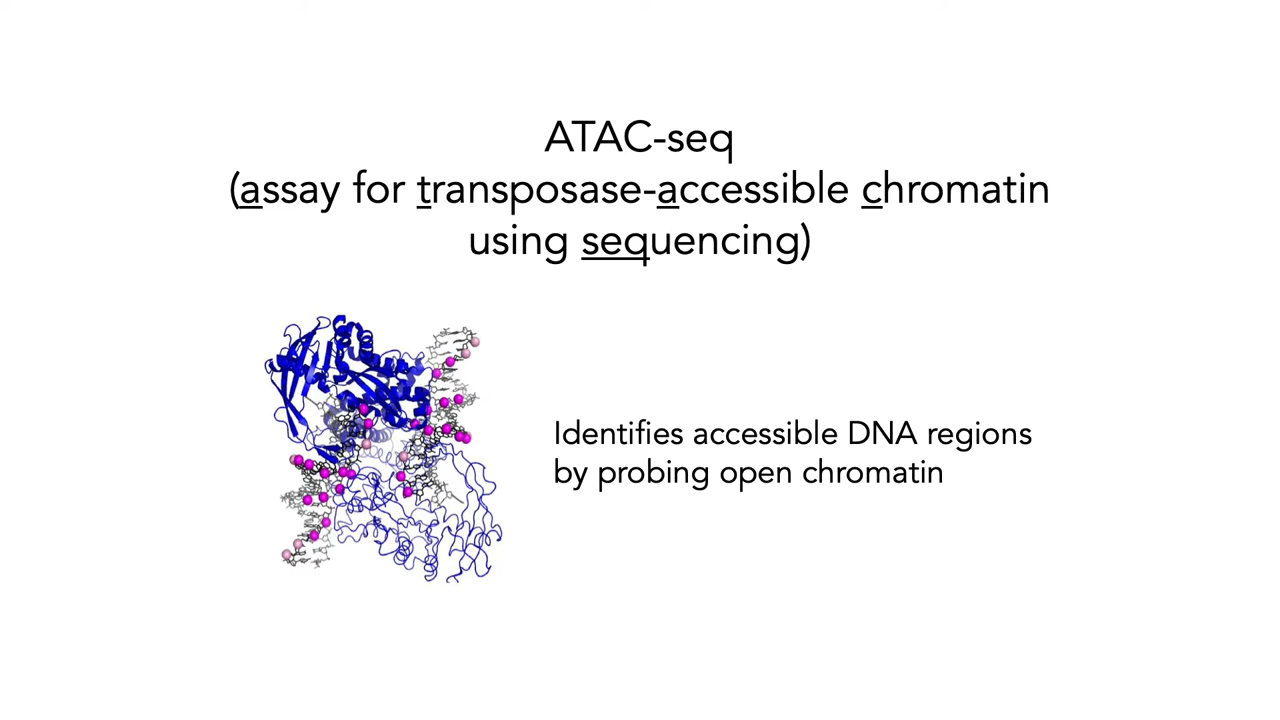 ATAC-seq
(assay for transposase-accessible chromatin
using sequencing)
Identifies accessible DNA regions
by probing open chromatin